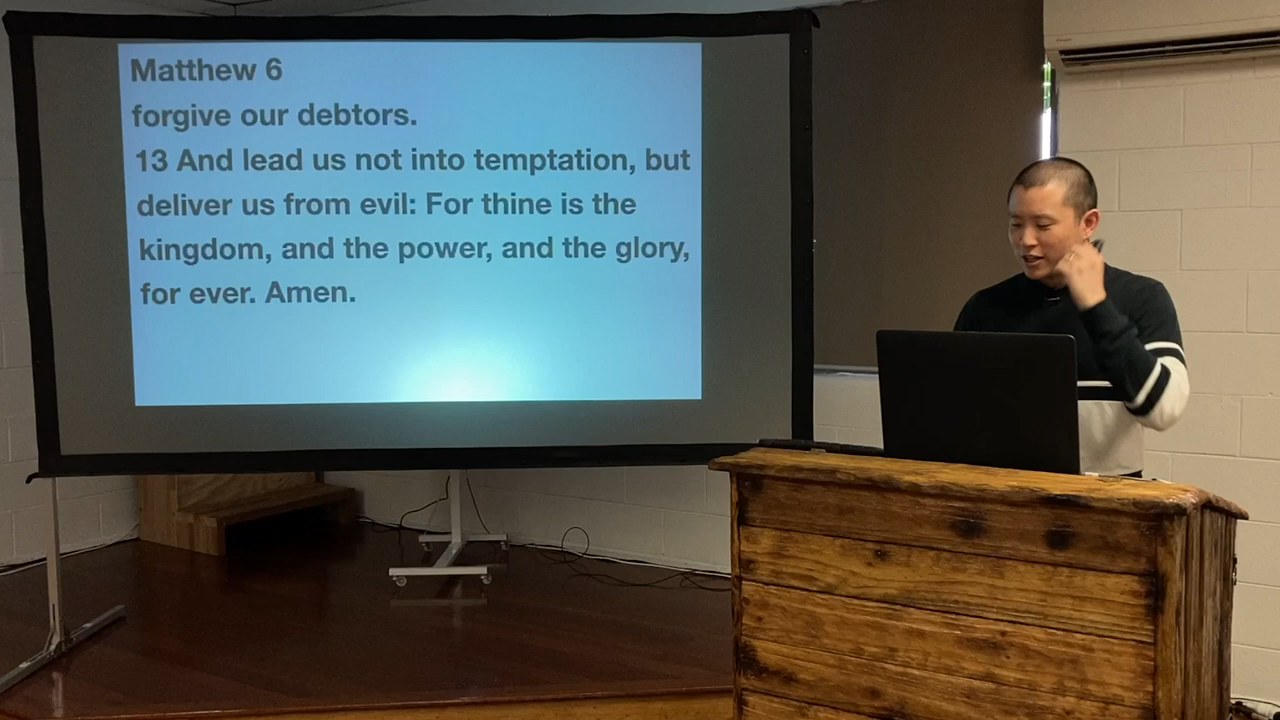 Matthew 6
forgive our debtors.
13 And lead us not into temptation, but
deliver us from evil: For thine is the
kingdom, and the power, and the glory,
for ever. Amen.